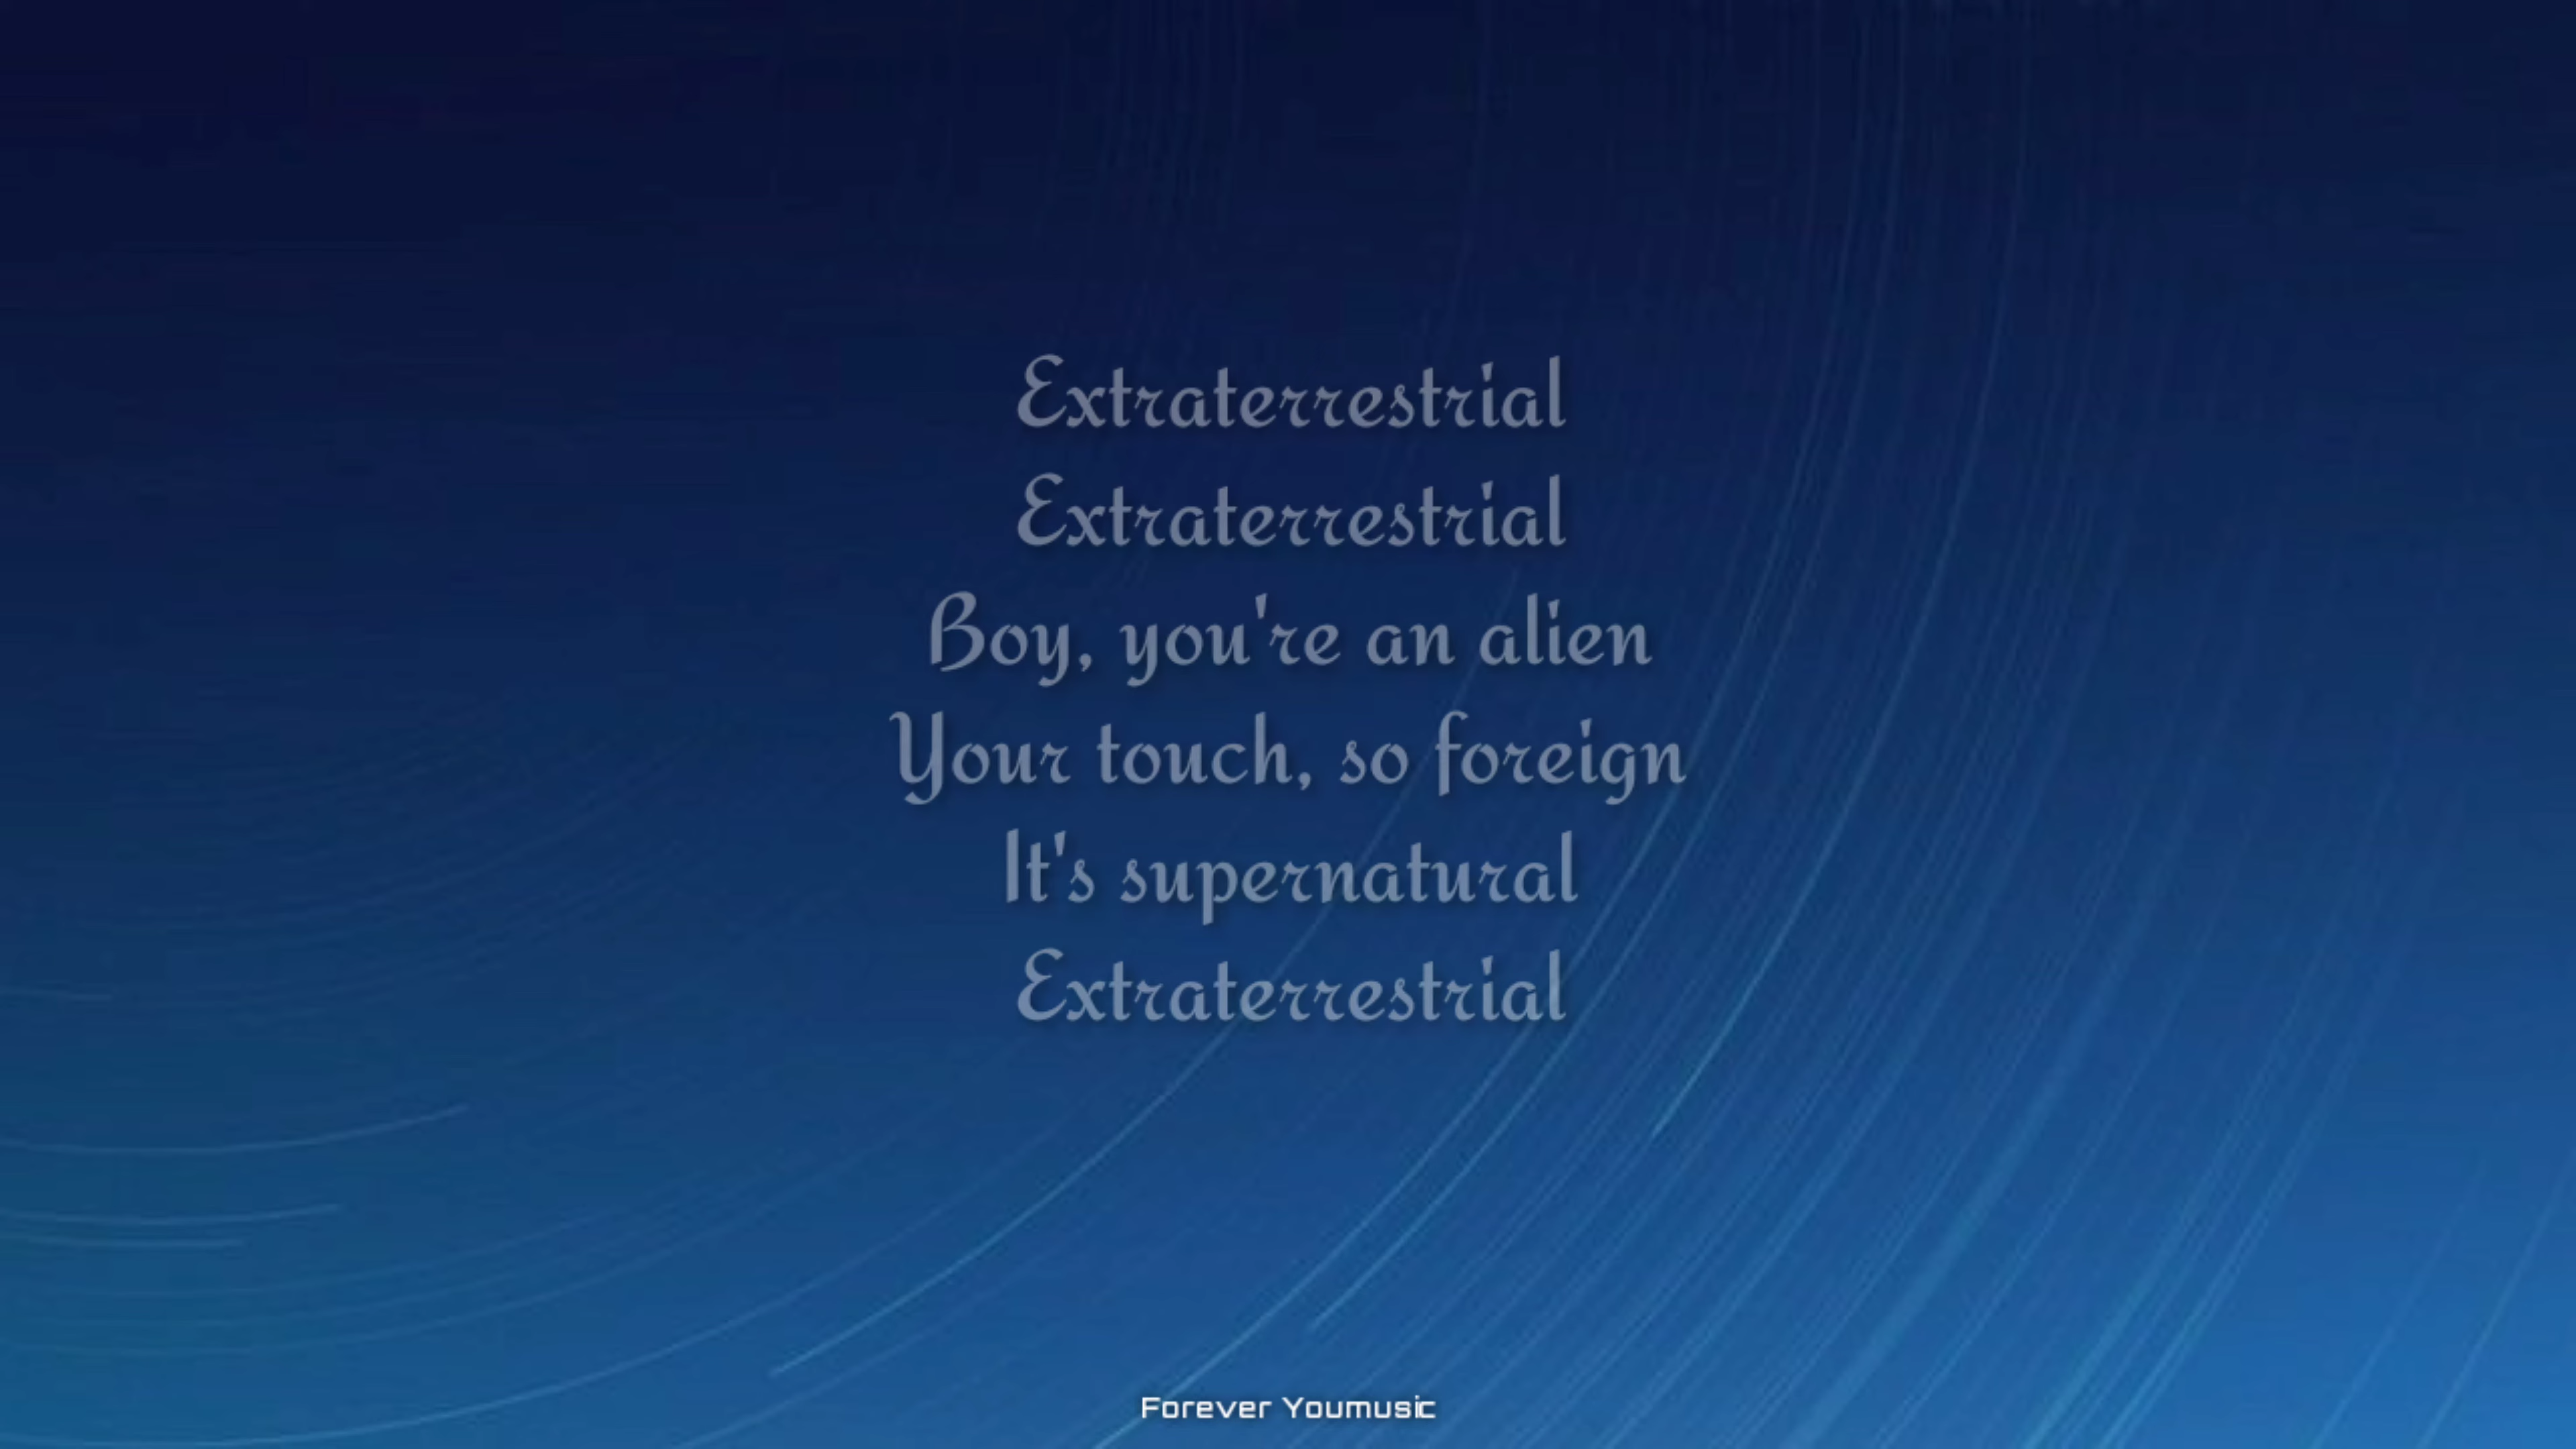 Extraterrestrial
Extraterrestrial
Boy, you're an alien
Your touch, so foreign
It's supernatural
Extraterrestrial
Forever Youmusic